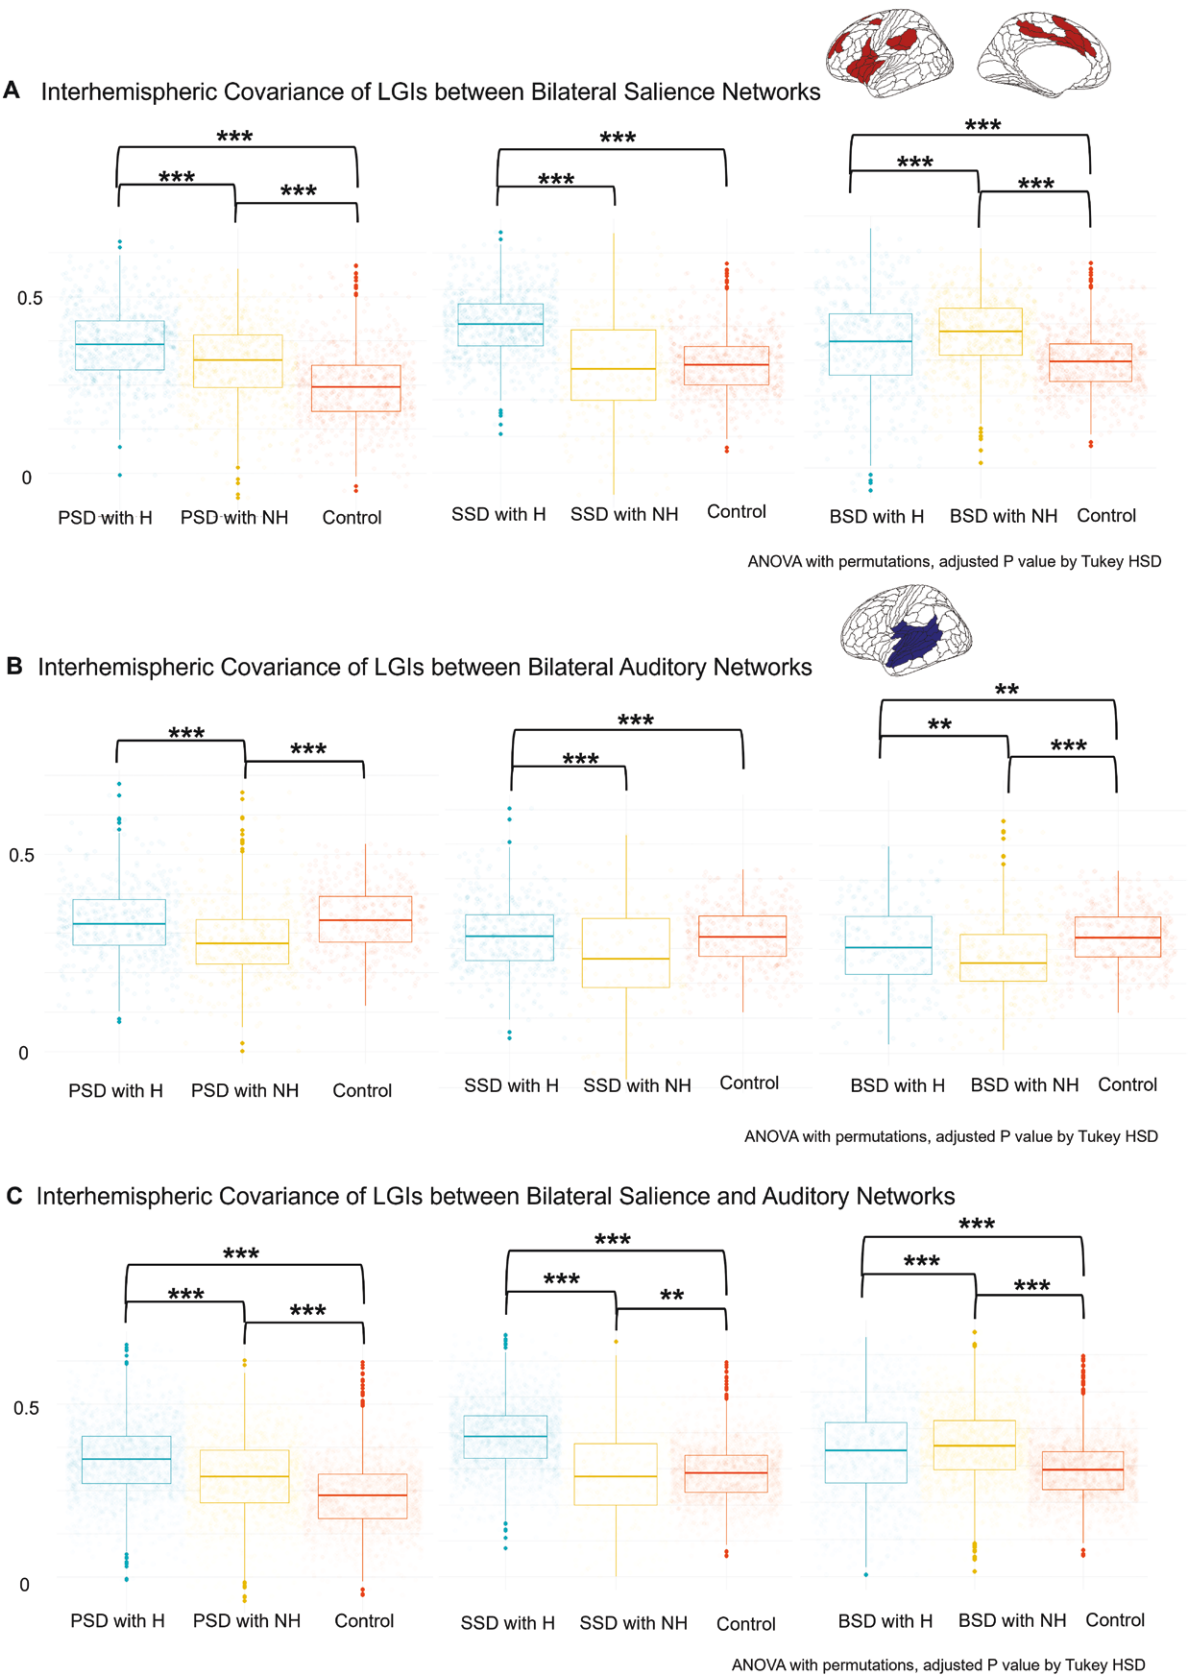 A Interhemispheric Covariance of LGIs between Bilateral Salience Networks
*** *** ***
*** *** *** ***
*** ***
0.5
0
PSD with H PSD with NH Control SSD with H SSD with NH Control BSD with H BSD with NH Control
ANOVA with permutations, adjusted P value by Tukey HSD
B Interhemispheric Covariance of LGIs between Bilateral Auditory Networks
*** **
*** *** *** ** ***
0.5
0
PSD with H PSD with NH Control SSD with H SSD with NH Control BSD with H BSD with NH Control
ANOVA with permutations, adjusted P value by Tukey HSD
C Interhemispheric Covariance of LGIs between Bilateral Salience and Auditory Networks
*** *** ***
*** *** *** ** *** ***
0.5
0
PSD with H PSD with NH Control SSD with H SSD with NH Control BSD with H BSD with NH Control
ANOVA with permutations, adjusted P value by Tukey HSD